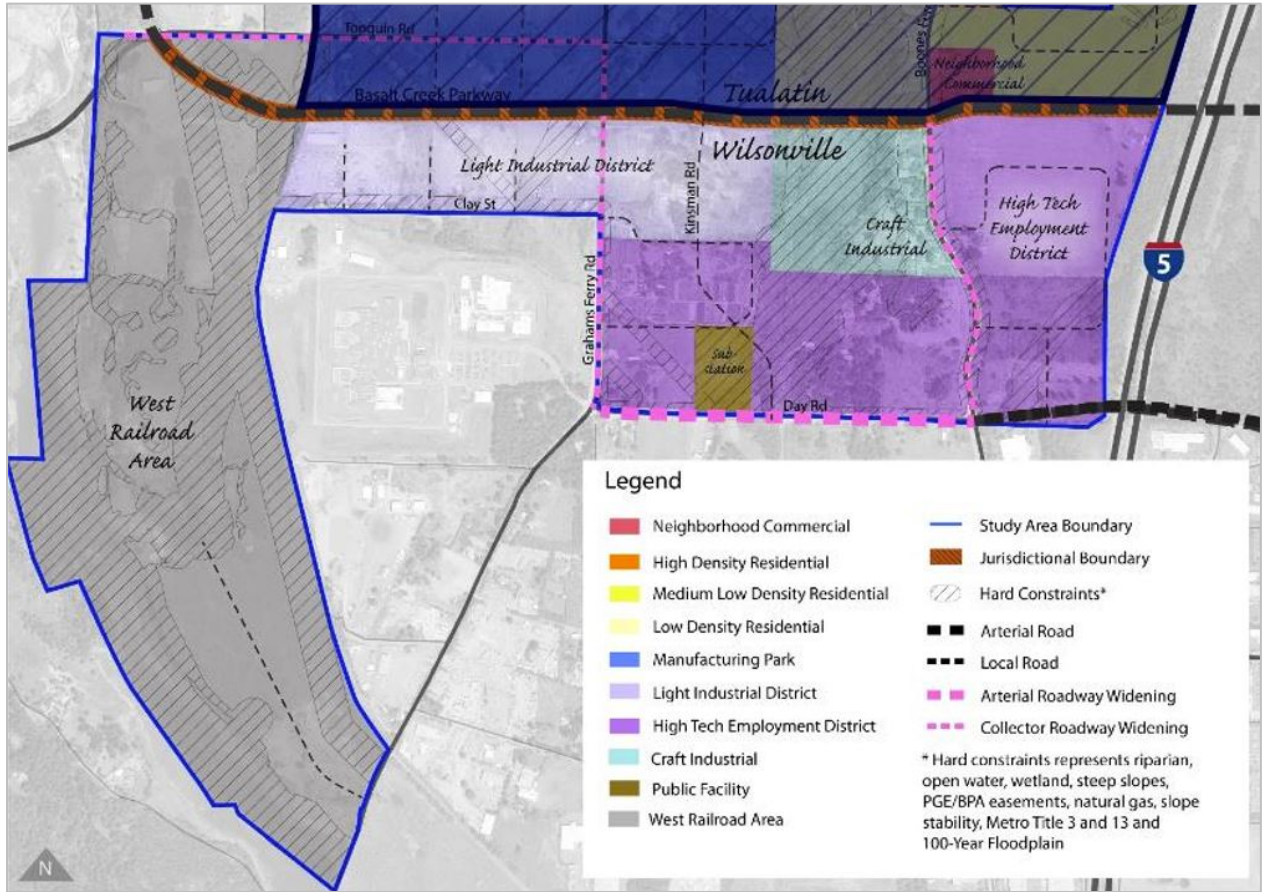 Tonquin Rd
Boones Fe
Neighborhood
Commercial
Basalt Creek Parkway
Tualatin
Wilsonville
Light Industrial District
Kinsman Rd
Clay St
Craft
Industrial
High Tech
Employment
District
5
Grahams Ferry Rd
Sub-
station
Day Rd
West
Railroad
Area
Legend
Neighborhood Commercial
High Density Residential
Medium Low Density Residential
Low Density Residential
Manufacturing Park
Light Industrial District
High Tech Employment District
Craft Industrial
Public Facility
West Railroad Area
Study Area Boundary
Jurisdictional Boundary
Hard Constraints*
Arterial Road
Local Road
Arterial Roadway Widening
Collector Roadway Widening
* Hard constraints represents riparian,
open water, wetland, steep slopes,
PGE/BPA easements, natural gas, slope
stability, Metro Title 3 and 13 and
100-Year Floodplain
N